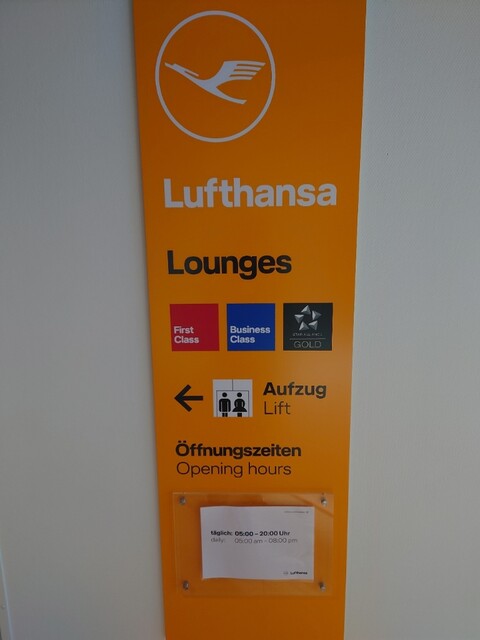 Lufthansa
Lounges
First
Class
Business
Class
GOLD
Aufzug
Lift
Öffnungszeiten
Opening hours
täglich: 05:00 - 20:00 Uhr
daily: 05:00 am - 08:00 pm
Lufthansa